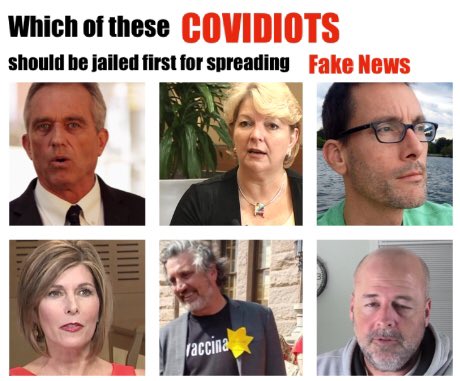 Which of these COVIDIOTS
should be jailed first for spreading Fake News
vaccina